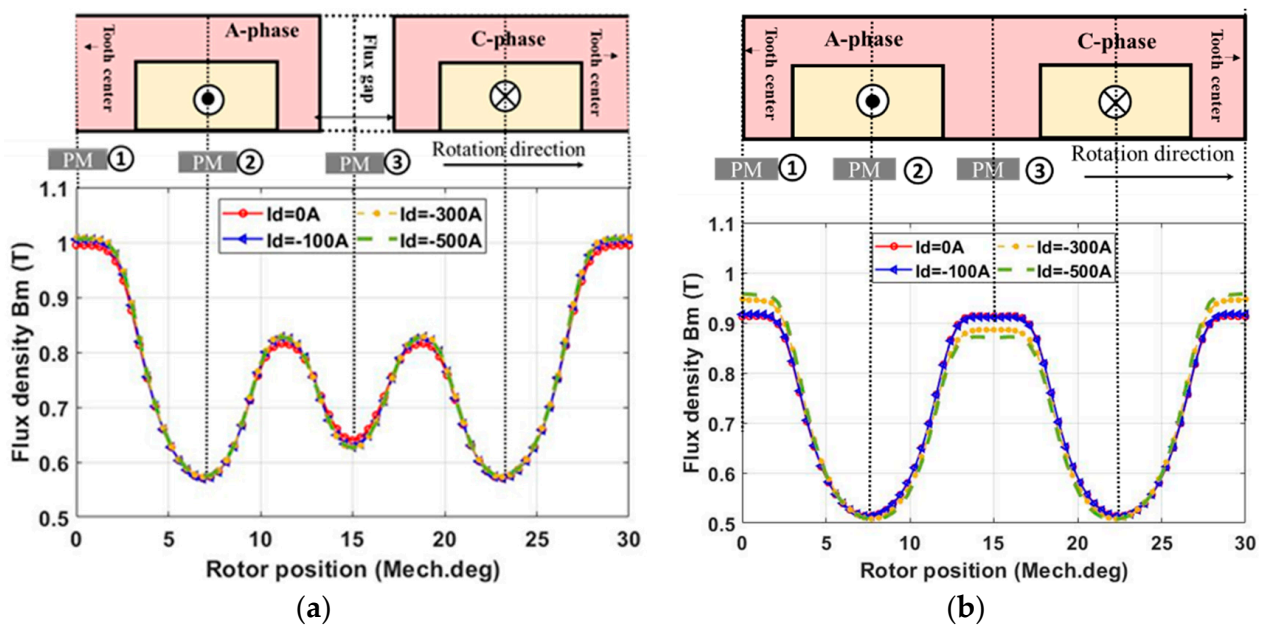 A-phase
Tooth center
Flux gap
C-phase
Tooth center
PM ①
PM ②
PM ③
Rotation direction
1.1
1
0.9
0.8
0.7
0.6
0.5
Flux density Bm (T)
Id=0A
Id=-300A
Id=-100A
Id=-500A
0
5
10
15
20
25
30
Rotor position (Mech.deg)
(a)
A-phase
Tooth center
C-phase
Tooth center
PM ①
PM ②
PM ③
Rotation direction
1.1
1
0.9
0.8
0.7
0.6
0.5
Flux density Bm (T)
Id=0A
Id=-300A
Id=-100A
Id=-500A
0
5
10
15
20
25
30
Rotor position (Mech.deg)
(b)